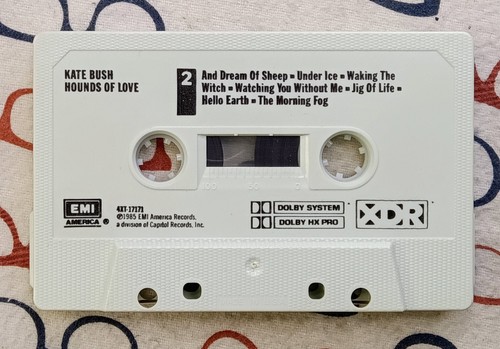 KATE BUSH
HOUNDS OF LOVE
2
And Dream Of Sheep ▪ Under Ice ▪ Waking The
Witch ▪ Watching You Without Me ▪ Jig Of Life ▪
Hello Earth ▪ The Morning Fog
EMI
AMERICA ®
4XT-17171
℗1985 EMI America Records,
a division of Capitol Records, Inc.
DOLBY SYSTEM
DOLBY HX PRO
XDR